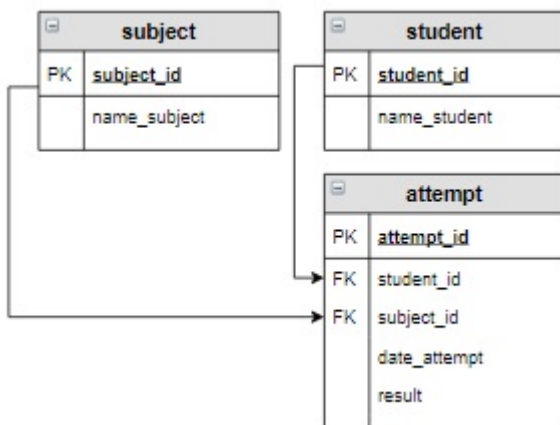 subject
PK subject_id
name_subject
student
PK student_id
name_student
attempt
PK attempt_id
FK student_id
FK subject_id
date_attempt
result